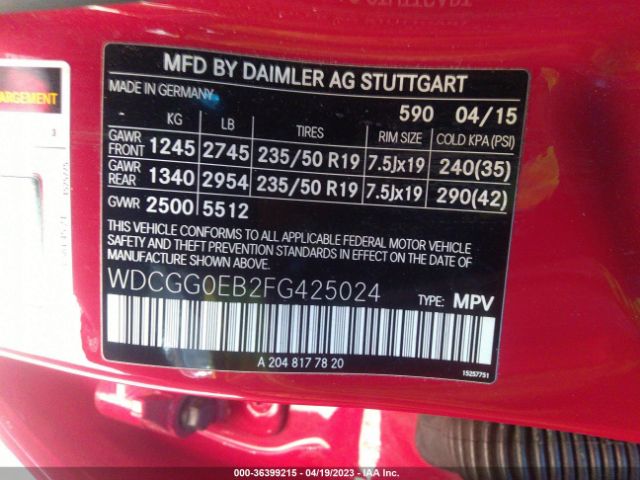 ARGEMENT
MFD BY DAIMLER AG STUTTGART
MADE IN GERMANY
590 04/15
KG LB TIRES RIM SIZE COLD KPA (PSI)
GAWR FRONT 1245 2745 235/50 R19 7.5Jx19 240(35)
GAWR REAR 1340 2954 235/50 R19 7.5Jx19 290(42)
GVWR 2500 5512
THIS VEHICLE CONFORMS TO ALL APPLICABLE FEDERAL MOTOR VEHICLE
SAFETY AND THEFT PREVENTION STANDARDS IN EFFECT ON THE DATE OF
MANUFACTURE SHOWN ABOVE.
WDCGG0EB2FG425024
TYPE: MPV
A 204 817 78 20
15257751
000-36399215 - 04/19/2023 - IAA Inc.